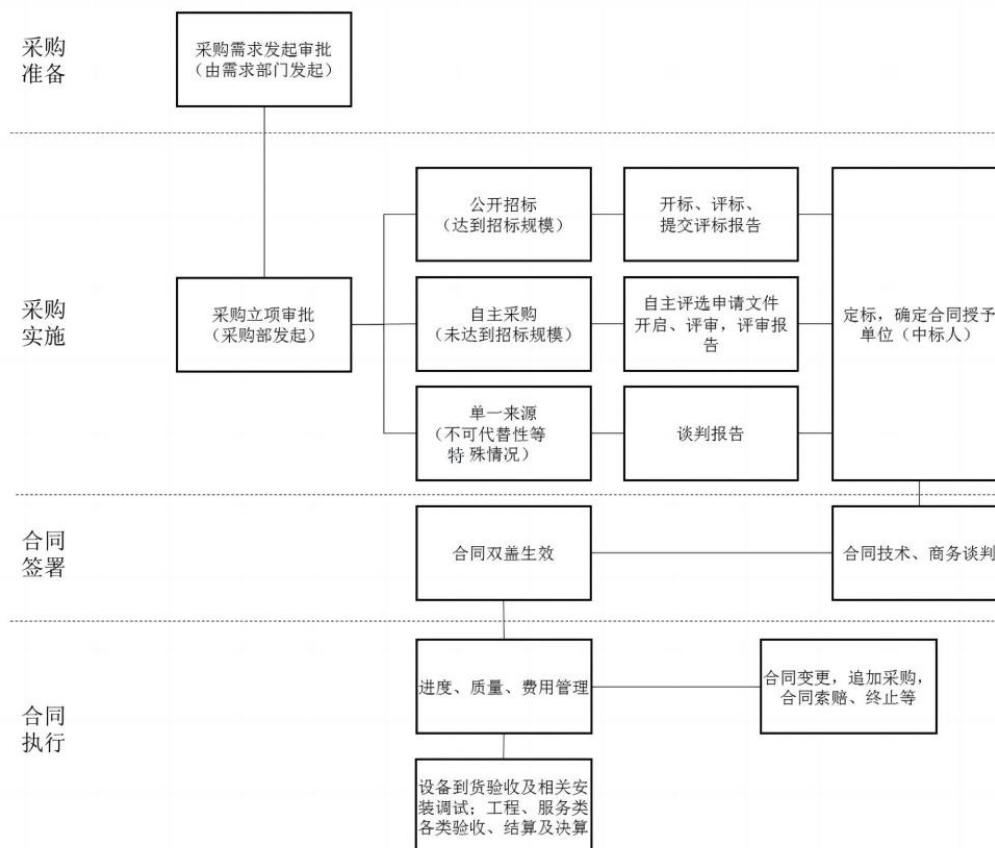 采购
准备
采购需求发起审批
（由需求部门发起）
采购
实施
采购立项审批
（采购部发起）
公开招标
（达到招标规模）
开标、评标、
提交评标报告
自主采购
（未达到招标规模）
自主评选申请文件
开启、评审，评审报
告
单一来源
（不可代替性等
特 殊情况）
谈判报告
定标，确定合同授予
单位（中标人）
合同
签署
合同双盖生效
合同技术、商务谈判
合同
执行
进度、质量、费用管理
合同变更，追加采购，
合同索赔、终止等
设备到货验收及相关安
装调试；工程、服务类
各类验收、结算及决算